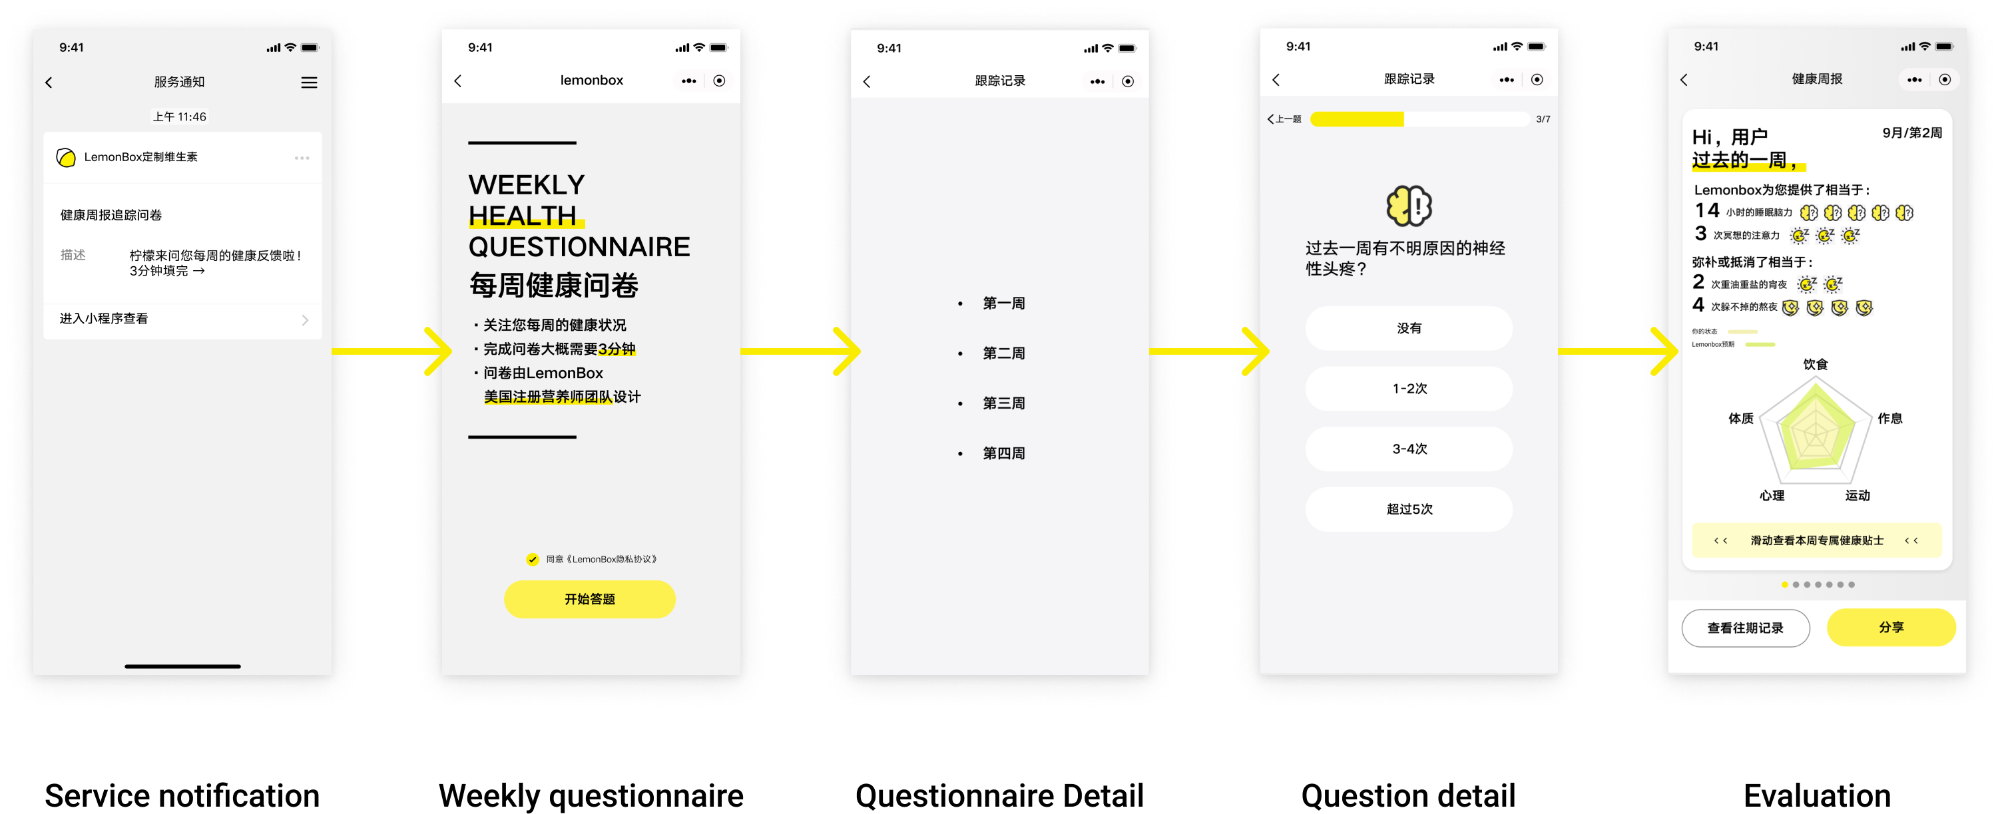 9:41
服务通知
上午 11:46
LemonBox定制维生素
健康周报追踪问卷
描述
柠檬来问您每周的健康反馈啦！
3分钟填完 →
进入小程序查看
Service notification
9:41
lemonbox
WEEKLY
HEALTH
QUESTIONNAIRE
每周健康问卷
· 关注您每周的健康状况
· 完成问卷大概需要3分钟
· 问卷由LemonBox
美国注册营养师团队设计
同意《LemonBox隐私协议》
开始答题
Weekly questionnaire
9:41
跟踪记录
• 第一周
• 第二周
• 第三周
• 第四周
Questionnaire Detail
9:41
跟踪记录
上一题
3/7
过去一周有不明原因的神经
性头疼？
没有
1-2次
3-4次
超过5次
Question detail
9:41
健康周报
Hi，用户
9月/第2周
过去的一周，
Lemonbox为您提供了相当于：
14 小时的睡眠脑力
3 次冥想的注意力
弥补或抵消了相当于：
2 次重油重盐的宵夜
4 次躲不掉的熬夜
你的状态
Lemonbox预期
饮食
体质
作息
心理
运动
滑动查看本周专属健康贴士
查看往期记录
分享
Evaluation